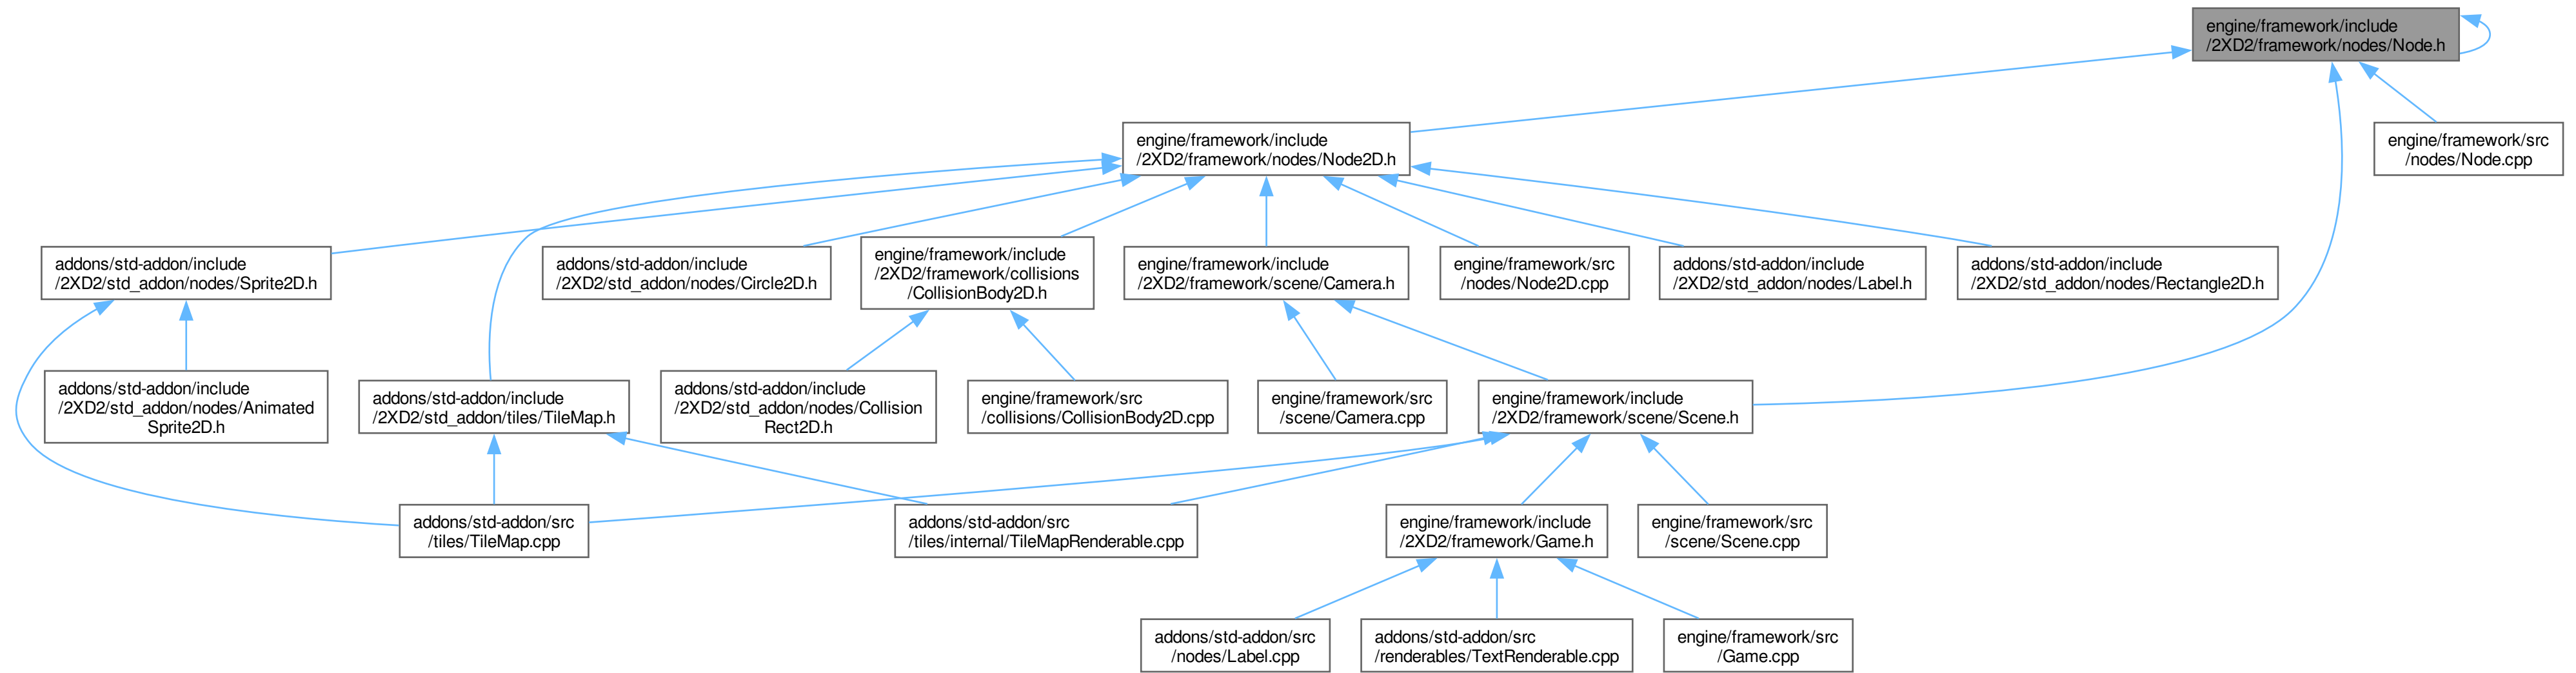 engine/framework/include
/2XD2/framework/nodes/Node.h
engine/framework/include
/2XD2/framework/nodes/Node2D.h
engine/framework/src
/nodes/Node.cpp
addons/std-addon/include
/2XD2/std_addon/nodes/Sprite2D.h
addons/std-addon/include
/2XD2/std_addon/nodes/Circle2D.h
engine/framework/include
/2XD2/framework/collisions
/CollisionBody2D.h
engine/framework/include
/2XD2/framework/scene/Camera.h
engine/framework/src
/nodes/Node2D.cpp
addons/std-addon/include
/2XD2/std_addon/nodes/Label.h
addons/std-addon/include
/2XD2/std_addon/nodes/Rectangle2D.h
addons/std-addon/include
/2XD2/std_addon/nodes/Animated
Sprite2D.h
addons/std-addon/include
/2XD2/std_addon/tiles/TileMap.h
addons/std-addon/include
/2XD2/std_addon/nodes/Collision
Rect2D.h
engine/framework/src
/collisions/CollisionBody2D.cpp
engine/framework/src
/scene/Camera.cpp
engine/framework/include
/2XD2/framework/scene/Scene.h
addons/std-addon/src
/tiles/TileMap.cpp
addons/std-addon/src
/tiles/internal/TileMapRenderable.cpp
engine/framework/include
/2XD2/framework/Game.h
engine/framework/src
/scene/Scene.cpp
addons/std-addon/src
/nodes/Label.cpp
addons/std-addon/src
/renderables/TextRenderable.cpp
engine/framework/src
/Game.cpp